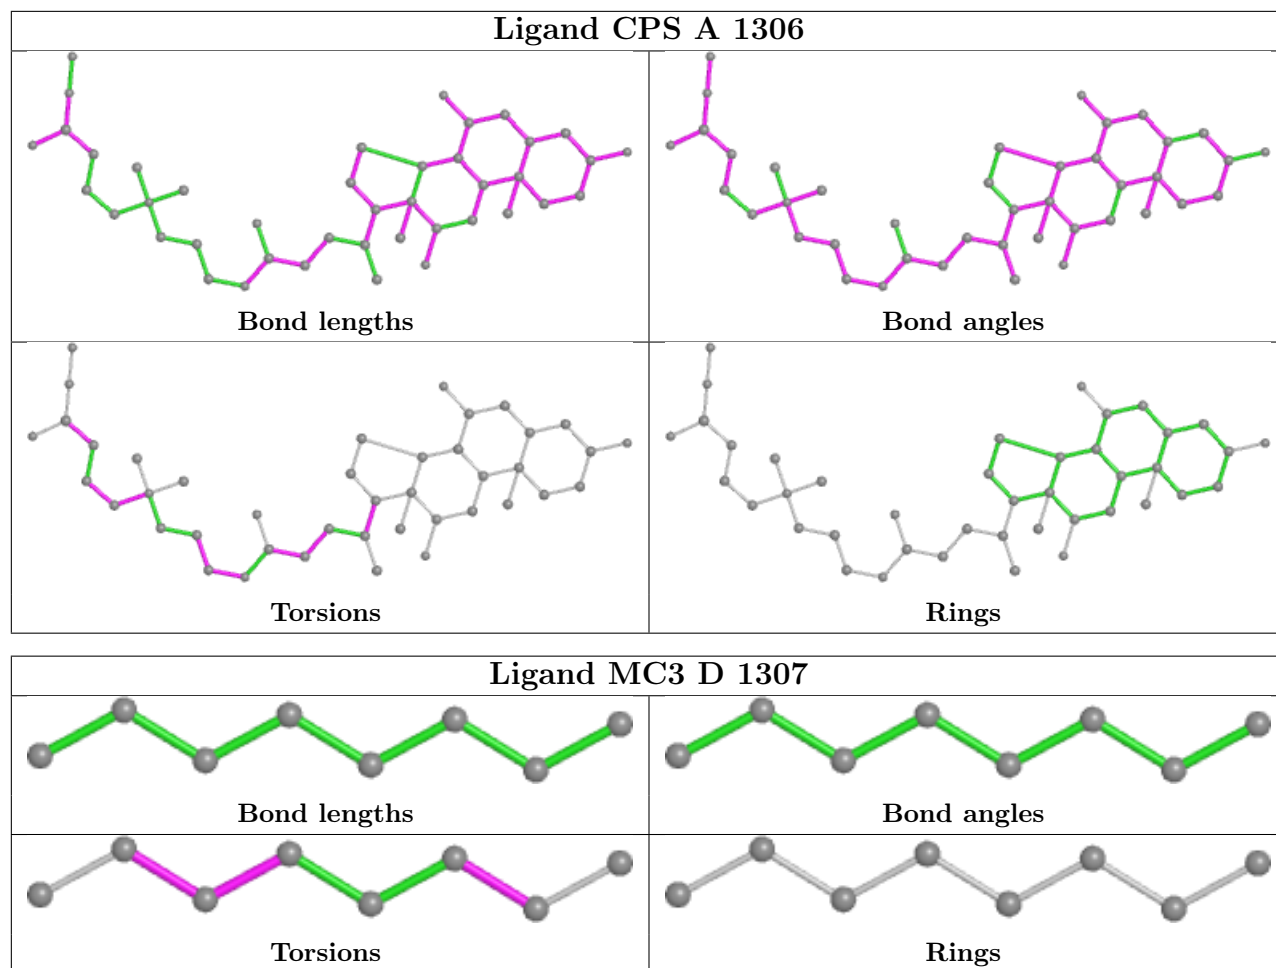 Ligand CPS A 1306
Bond lengths
Bond angles
Torsions
Rings
Ligand MC3 D 1307
Bond lengths
Bond angles
Torsions
Rings